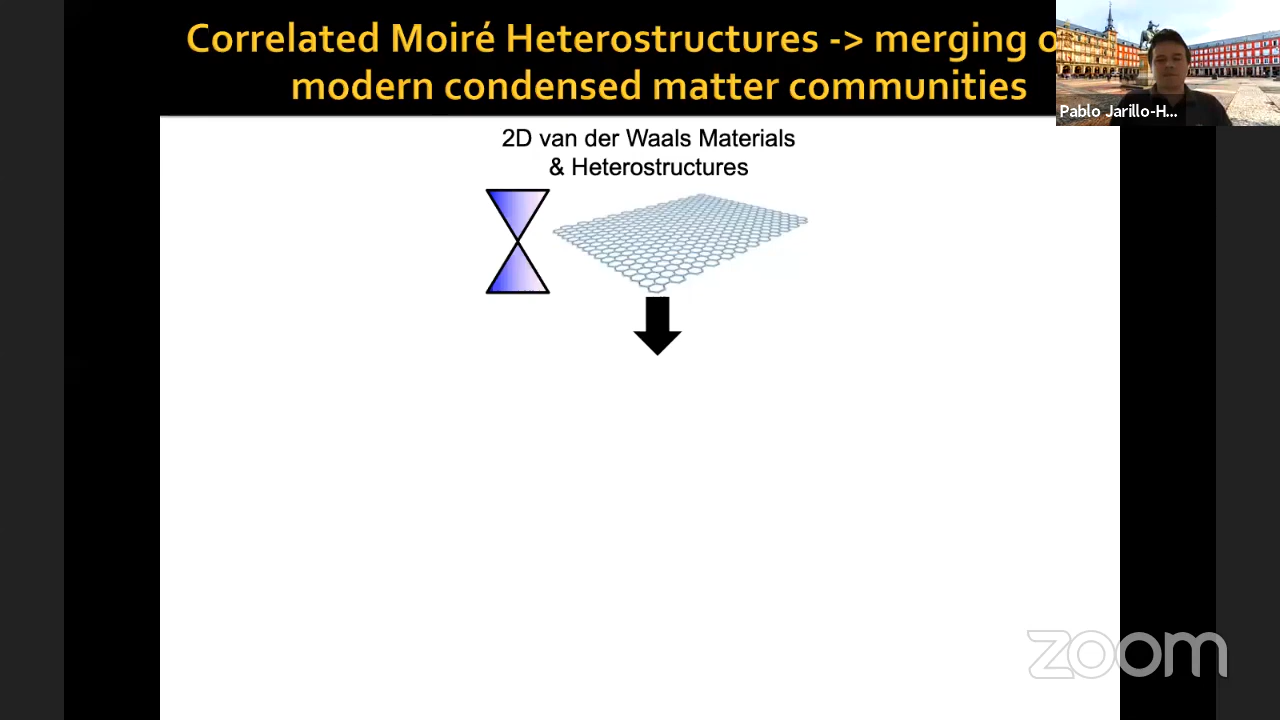 Correlated Moiré Heterostructures -> merging o
modern condensed matter communities
Pablo Jarillo-H...
2D van der Waals Materials
& Heterostructures
zoom